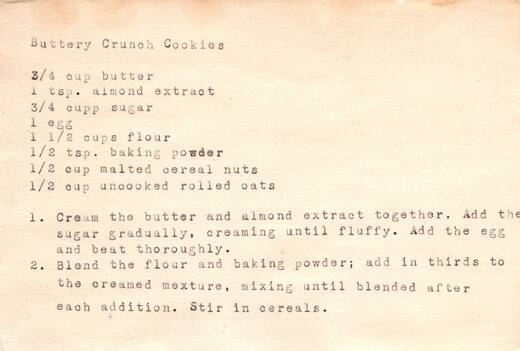 Buttery Crunch Cookies
3/4 cup butter
1 tsp. almond extract
3/4 cupp sugar
1 egg
1 1/2 cups flour
1/2 tsp. baking powder
1/2 cup malted cereal nuts
1/2 cup uncooked rolled oats
1. Cream the butter and almond extract together. Add the
sugar gradually, creaming until fluffy. Add the egg
and beat thoroughly.
2. Blend the flour and baking powder; add in thirds to
the creamed mexture, mixing until blended after
each addition. Stir in cereals.